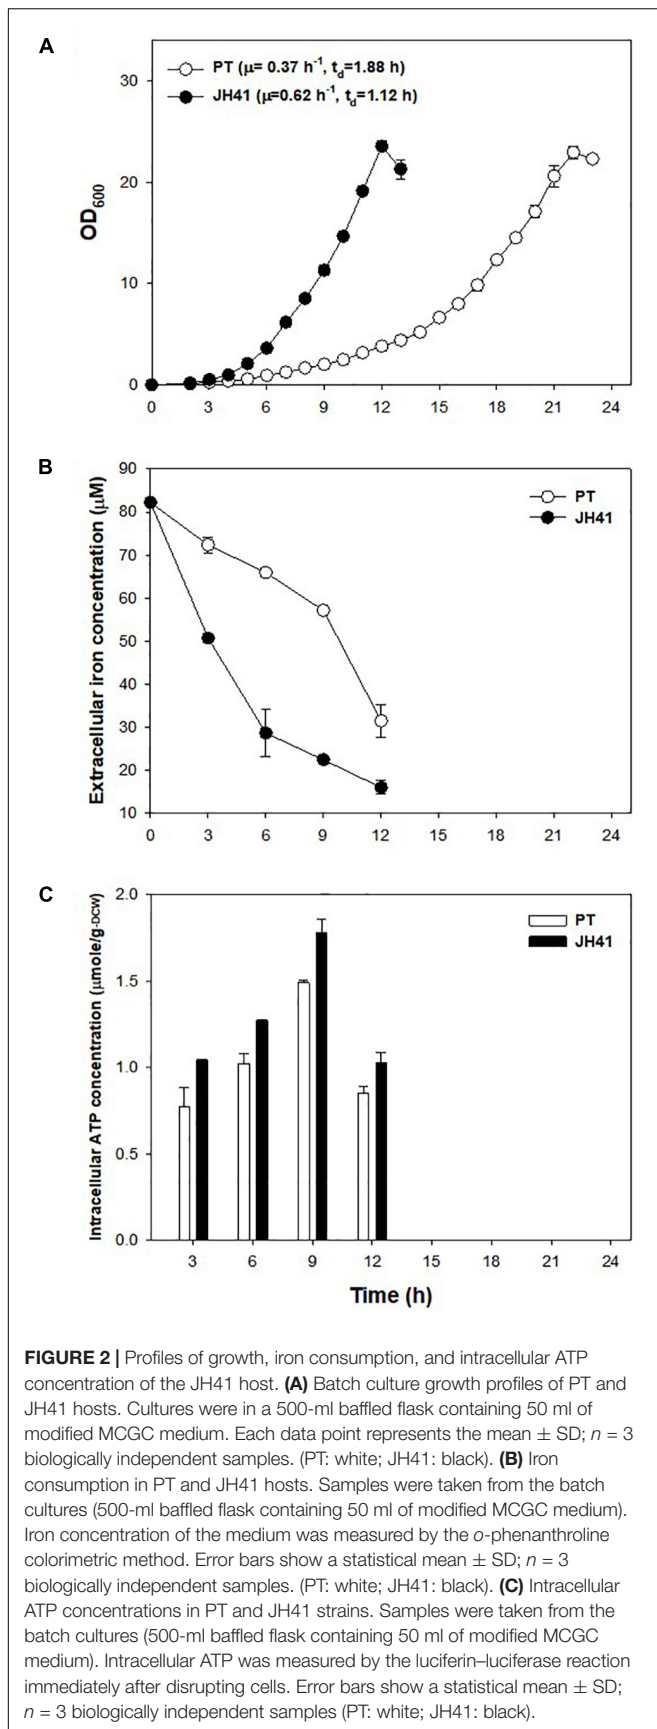 A
PT (μ= 0.37 h⁻¹, t_d=1.88 h)
JH41 (μ=0.62 h⁻¹, t_d=1.12 h)
30
20
10
0
OD₆₀₀
0 3 6 9 12 15 18 21 24
B
90
80
70
60
50
40
30
20
10
Extracellular iron concentration (μM)
PT
JH41
0 3 6 9 12 15 18 21 24
C
2.0
1.5
1.0
0.5
0.0
Intracellular ATP concentration (μmole/g-DCW)
PT
JH41
3 6 9 12 15 18 21 24
Time (h)
FIGURE 2 | Profiles of growth, iron consumption, and intracellular ATP
concentration of the JH41 host. (A) Batch culture growth profiles of PT and
JH41 hosts. Cultures were in a 500-ml baffled flask containing 50 ml of
modified MCGC medium. Each data point represents the mean ± SD; n = 3
biologically independent samples. (PT: white; JH41: black). (B) Iron
consumption in PT and JH41 hosts. Samples were taken from the batch
cultures (500-ml baffled flask containing 50 ml of modified MCGC medium).
Iron concentration of the medium was measured by the o-phenanthroline
colorimetric method. Error bars show a statistical mean ± SD; n = 3
biologically independent samples. (PT: white; JH41: black). (C) Intracellular
ATP concentrations in PT and JH41 strains. Samples were taken from the
batch cultures (500-ml baffled flask containing 50 ml of modified MCGC
medium). Intracellular ATP was measured by the luciferin–luciferase reaction
immediately after disrupting cells. Error bars show a statistical mean ± SD;
n = 3 biologically independent samples (PT: white; JH41: black).